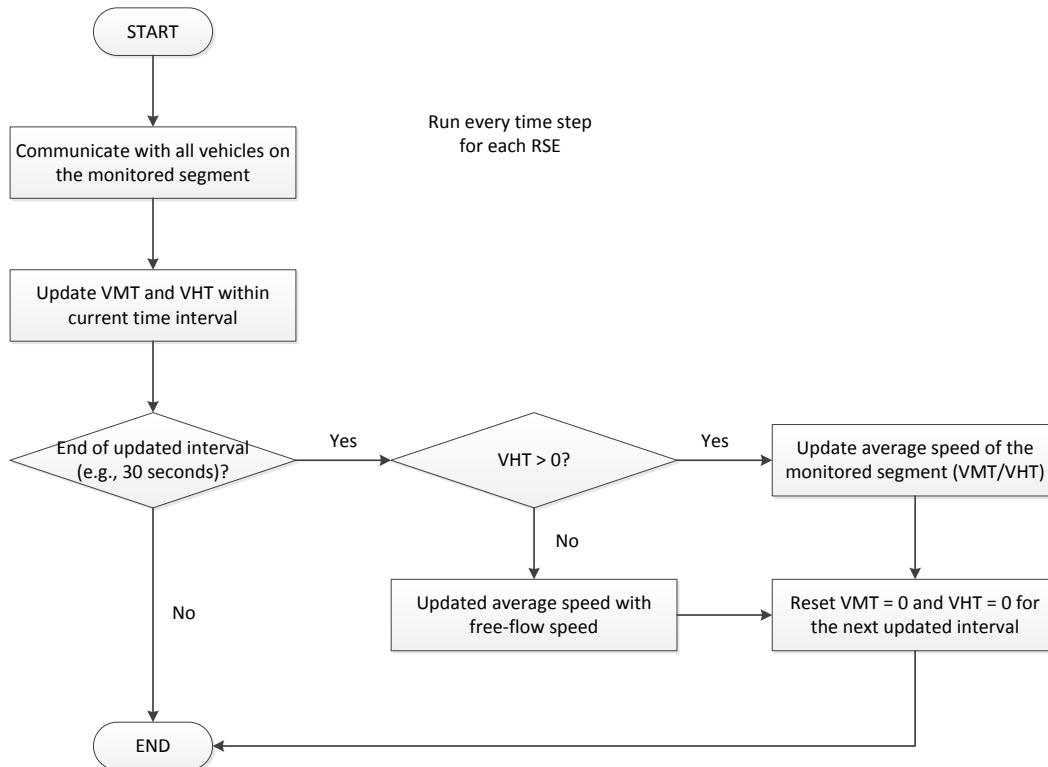 START
Run every time step
for each RSE
Communicate with all vehicles on
the monitored segment
Update VMT and VHT within
current time interval
End of updated interval
(e.g., 30 seconds)?
Yes
VHT > 0?
Yes
Update average speed of the
monitored segment (VMT/VHT)
No
No
Updated average speed with
free-flow speed
Reset VMT = 0 and VHT = 0 for
the next updated interval
END